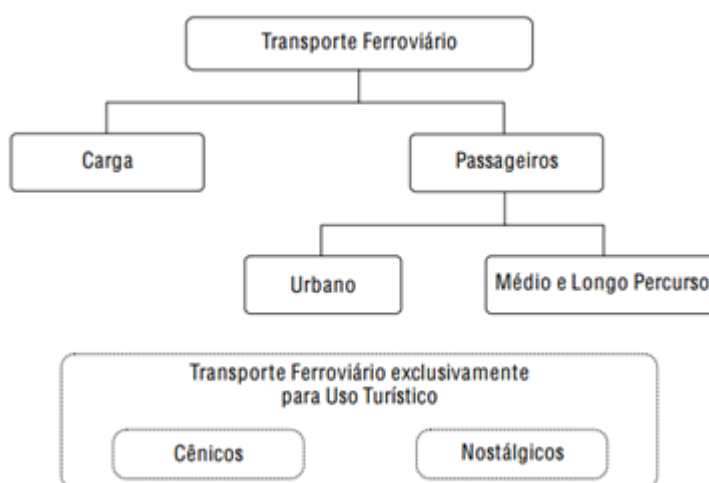 Transporte Ferroviário
Carga
Passageiros
Urbano
Médio e Longo Percurso
Transporte Ferroviário exclusivamente
para Uso Turístico
Cênicos
Nostálgicos